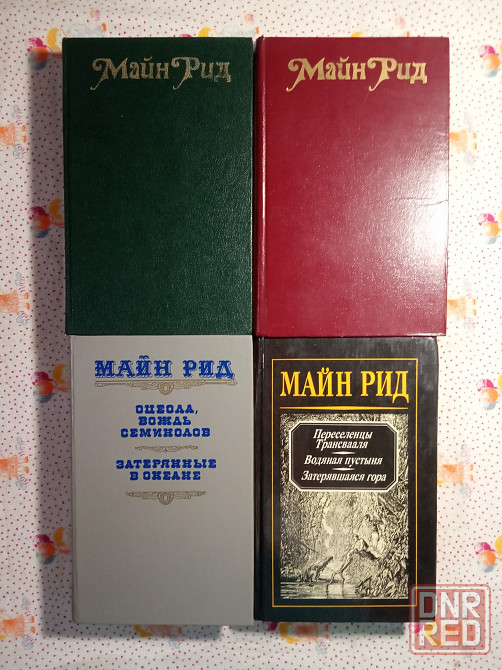 Майн Рид
Майн Рид
МАЙН РИД
ОЦЕОЛА,
ВОЖДЬ
СЕМИНОЛОВ
ЗАТЕРЯННЫЕ
В ОКЕАНЕ
МАЙН РИД
Переселенцы
Трансвааля
Водяная пустыня
Затерявшаяся гора
DNR
RED